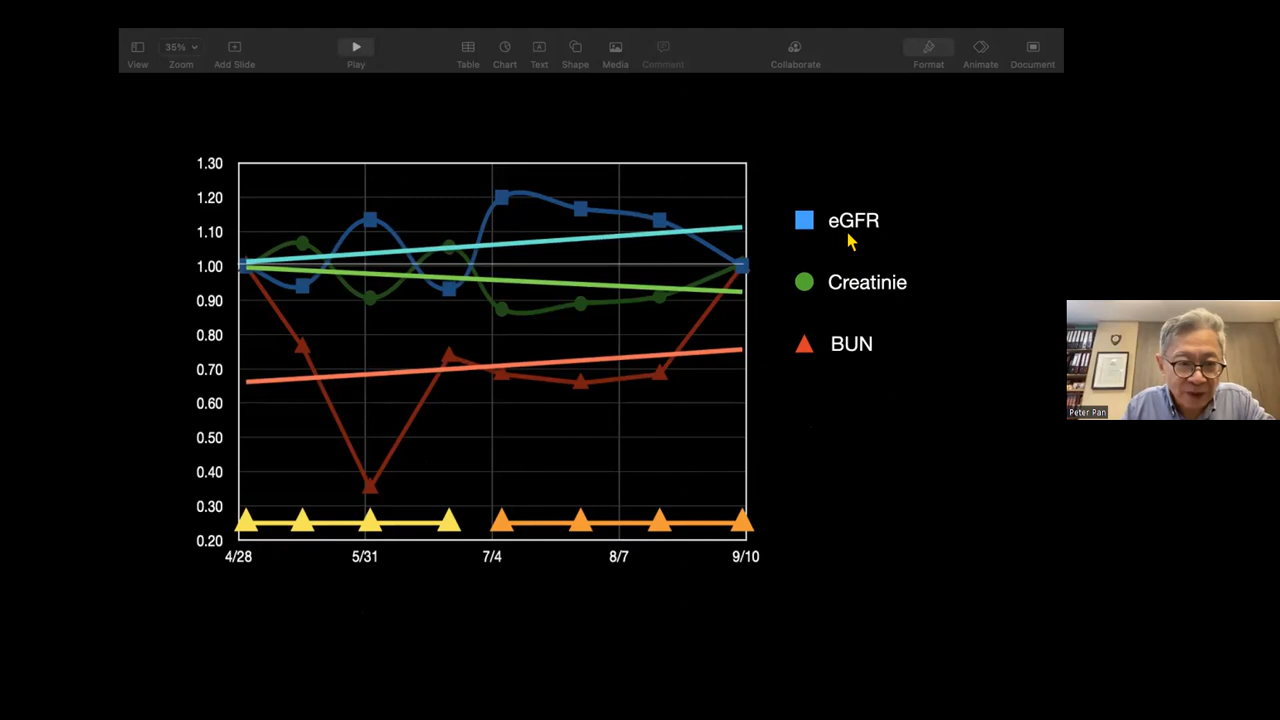 35%
View
Zoom
Add Slide
Play
Table
Chart
Text
Shape
Media
Comment
Collaborate
Format
Animate
Document
1.30
1.20
1.10
1.00
0.90
0.80
0.70
0.60
0.50
0.40
0.30
0.20
4/28
5/31
7/4
8/7
9/10
eGFR
Creatinie
BUN
Peter Pan